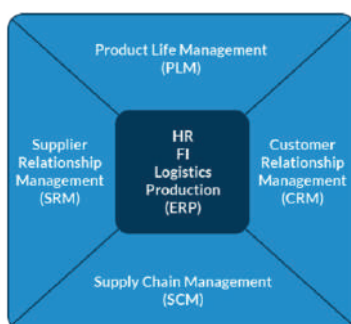 Product Life Management
(PLM)
Supplier
Relationship
Management
(SRM)
HR
FI
Logistics
Production
(ERP)
Customer
Relationship
Management
(CRM)
Supply Chain Management
(SCM)